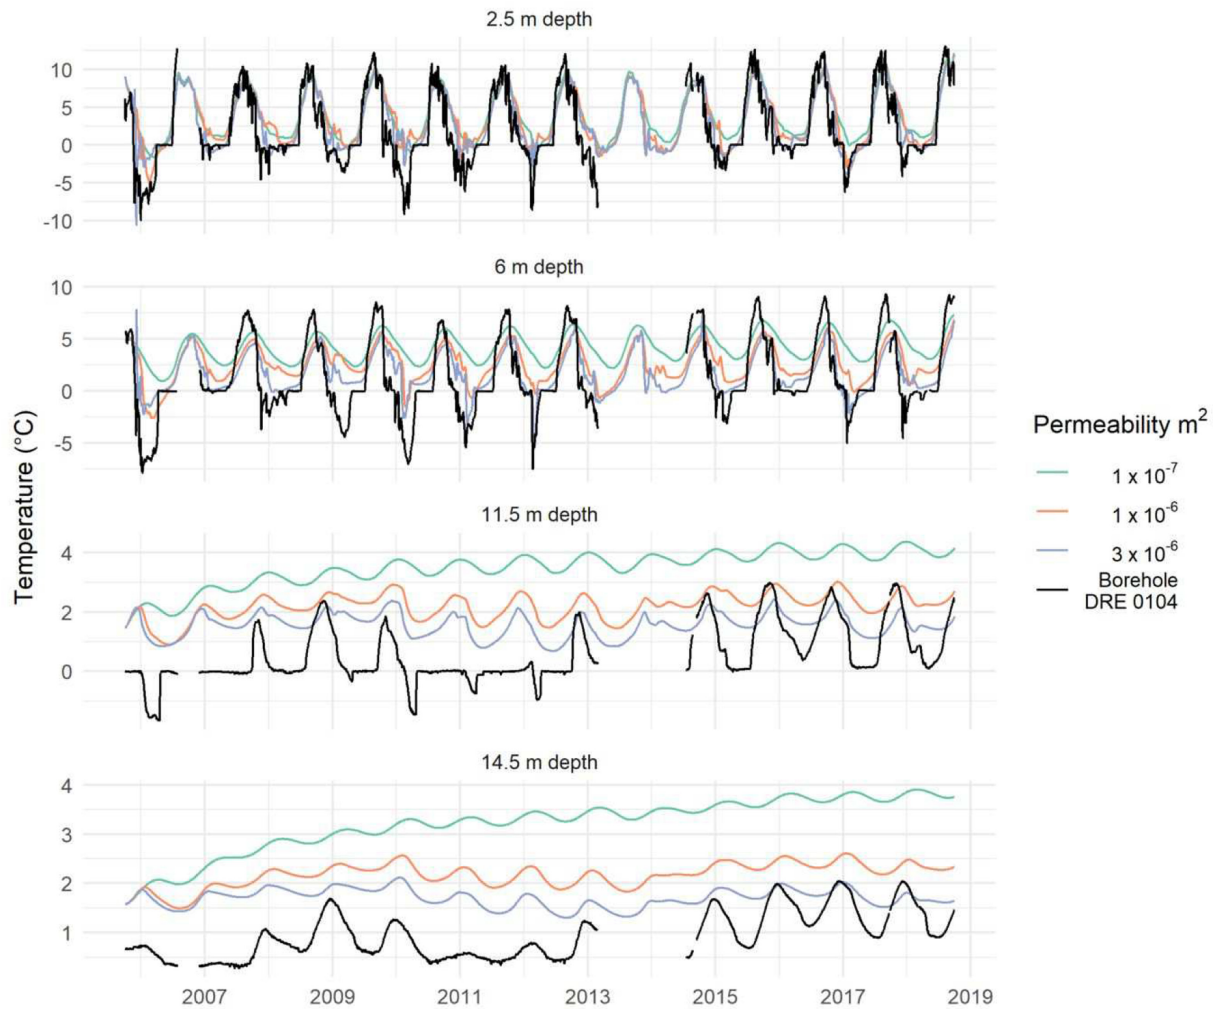 2.5 m depth
10
5
0
-5
-10
6 m depth
10
5
0
-5
Temperature (°C)
11.5 m depth
4
2
0
14.5 m depth
4
3
2
1
2007 2009 2011 2013 2015 2017 2019
Permeability m²
1 x 10⁻⁷
1 x 10⁻⁶
3 x 10⁻⁶
Borehole
DRE 0104